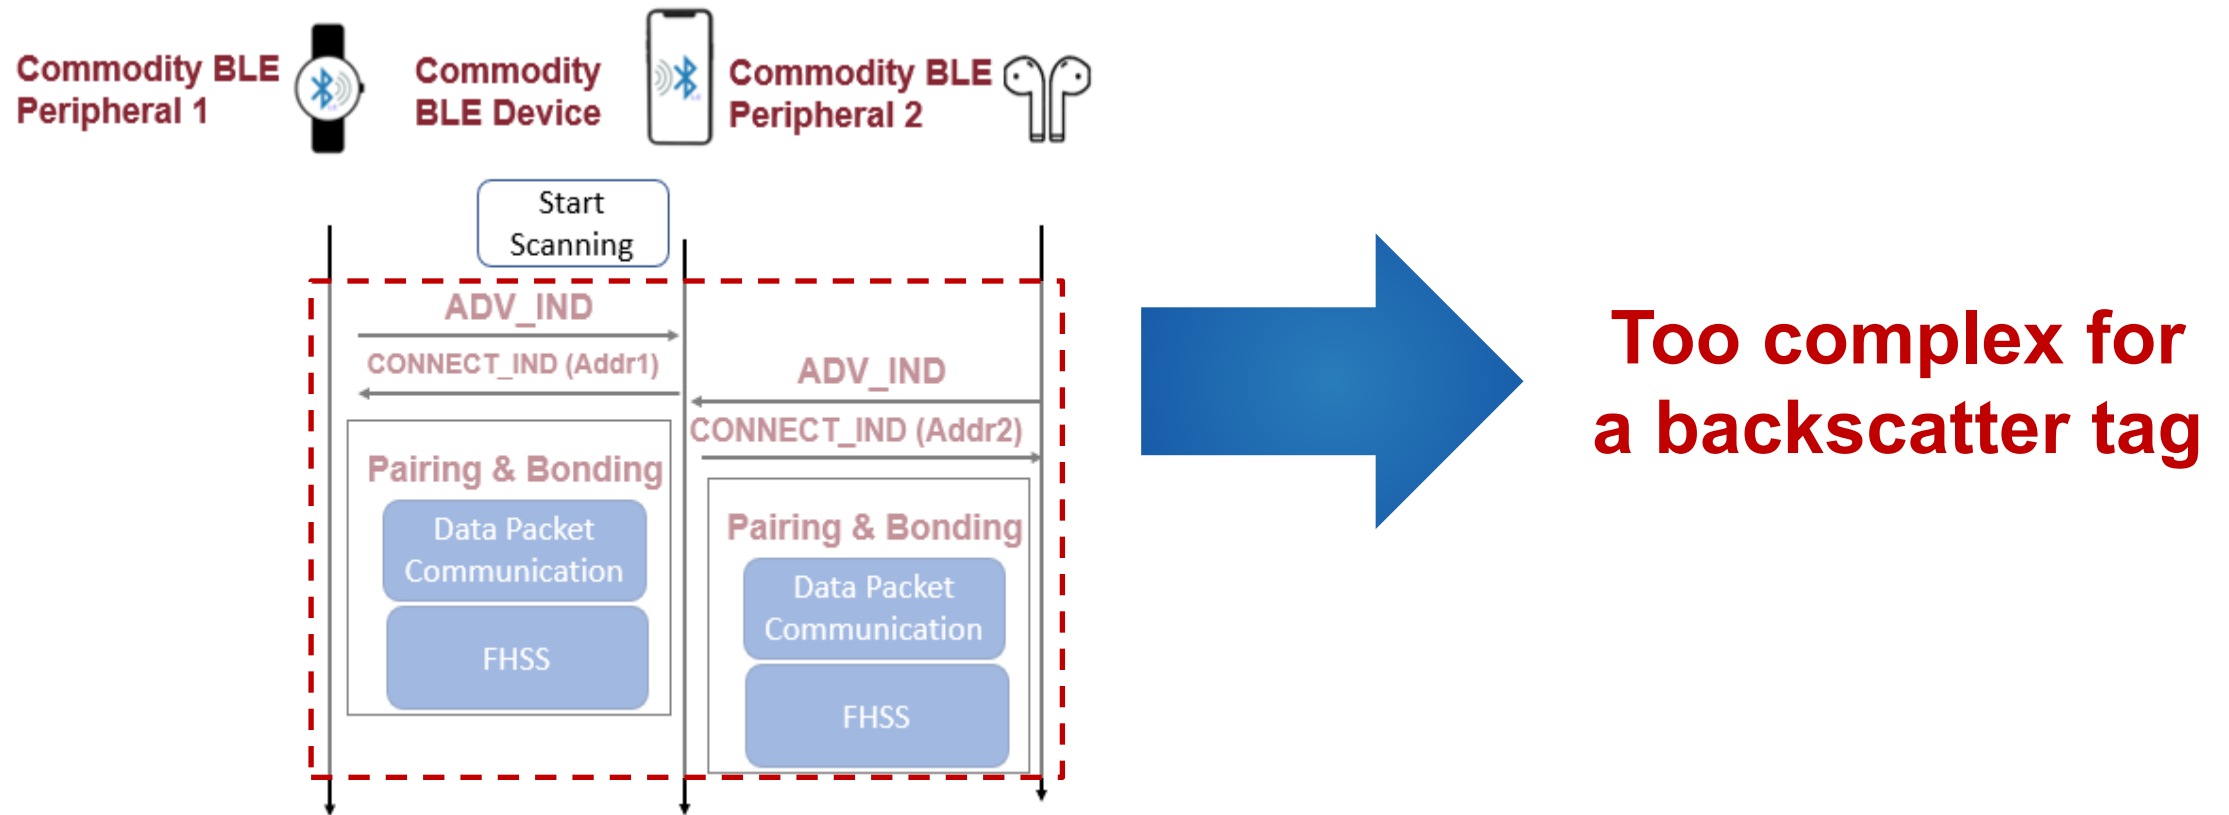 Commodity BLE
Peripheral 1
Commodity
BLE Device
Commodity BLE
Peripheral 2
Start
Scanning
ADV_IND
CONNECT_IND (Addr1)
ADV_IND
CONNECT_IND (Addr2)
Pairing & Bonding
Data Packet
Communication
FHSS
Pairing & Bonding
Data Packet
Communication
FHSS
Too complex for
a backscatter tag